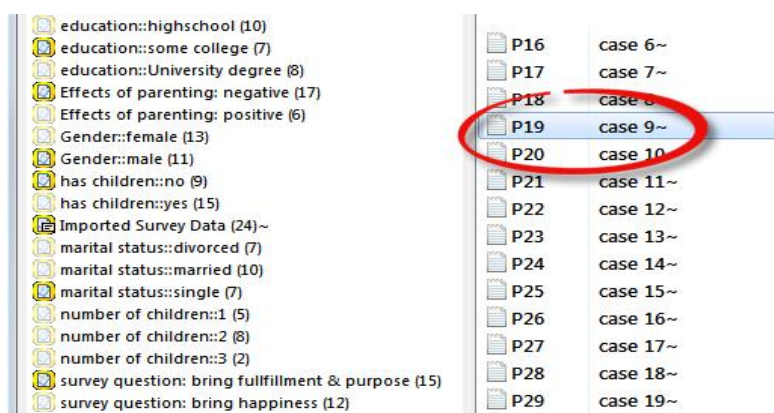 education::highschool (10)
education::some college (7)
education::University degree (8)
Effects of parenting: negative (17)
Effects of parenting: positive (6)
Gender::female (13)
Gender::male (11)
has children::no (9)
has children::yes (15)
Imported Survey Data (24)~
marital status::divorced (7)
marital status::married (10)
marital status::single (7)
number of children::1 (5)
number of children::2 (8)
number of children::3 (2)
survey question: bring fullfillment & purpose (15)
survey question: bring happiness (12)
P16 case 6~
P17 case 7~
P18 case 8~
P19 case 9~
P20 case 10
P21 case 11~
P22 case 12~
P23 case 13~
P24 case 14~
P25 case 15~
P26 case 16~
P27 case 17~
P28 case 18~
P29 case 19~